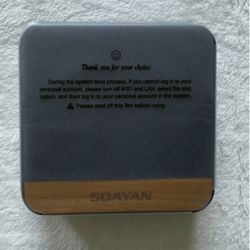 Thank you for your choice
During the system boot process, if you cannot log in to your
personal account, please turn off WIFI and LAN, select the skip
option, and then log in to your personal account in the system.
⚠ Please peel off this film before using.
SOAYAN